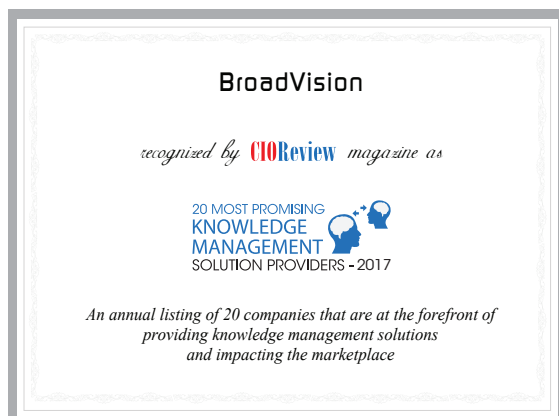 BroadVision
recognized by CIOReview magazine as
20 MOST PROMISING
KNOWLEDGE
MANAGEMENT
SOLUTION PROVIDERS - 2017
An annual listing of 20 companies that are at the forefront of
providing knowledge management solutions
and impacting the marketplace